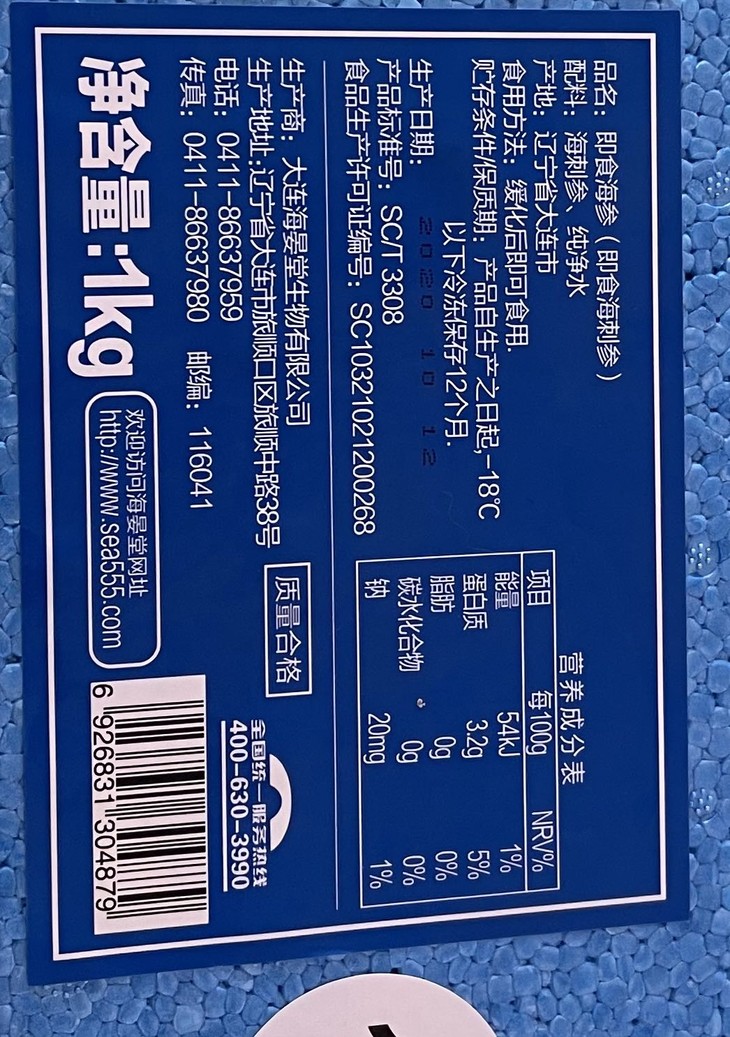 品名：即食海参（即食海刺参）
配料：海刺参、纯净水
产地：辽宁省大连市
食用方法：缓化后即可食用.
贮存条件/保质期：产品自生产之日起,-18℃
以下冷冻保存12个月.
生产日期：2020 10 12
产品标准号：SC/T 3308
食品生产许可证编号：SC10321021200268
营养成分表
项目 每100g NRV%
能量 54kJ 1%
蛋白质 3.2g 5%
脂肪 0g 0%
碳水化合物 0g 0%
钠 20mg 1%
生产商：大连海晏堂生物有限公司
生产地址:辽宁省大连市旅顺口区旅顺中路38号
电话：0411-86637959
传真：0411-86637980 邮编：116041
质量合格
全国统一服务热线
400-630-3990
净含量:1kg
欢迎访问海晏堂网址
http://www.sea555.com
6 926831 304879